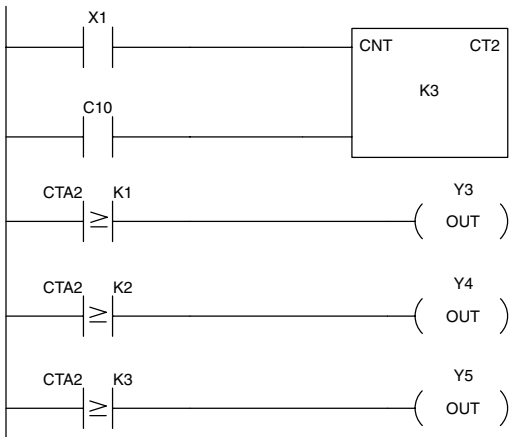 X1
CNT CT2
K3
C10
CTA2 K1 Y3
≥ OUT
CTA2 K2 Y4
≥ OUT
CTA2 K3 Y5
≥ OUT